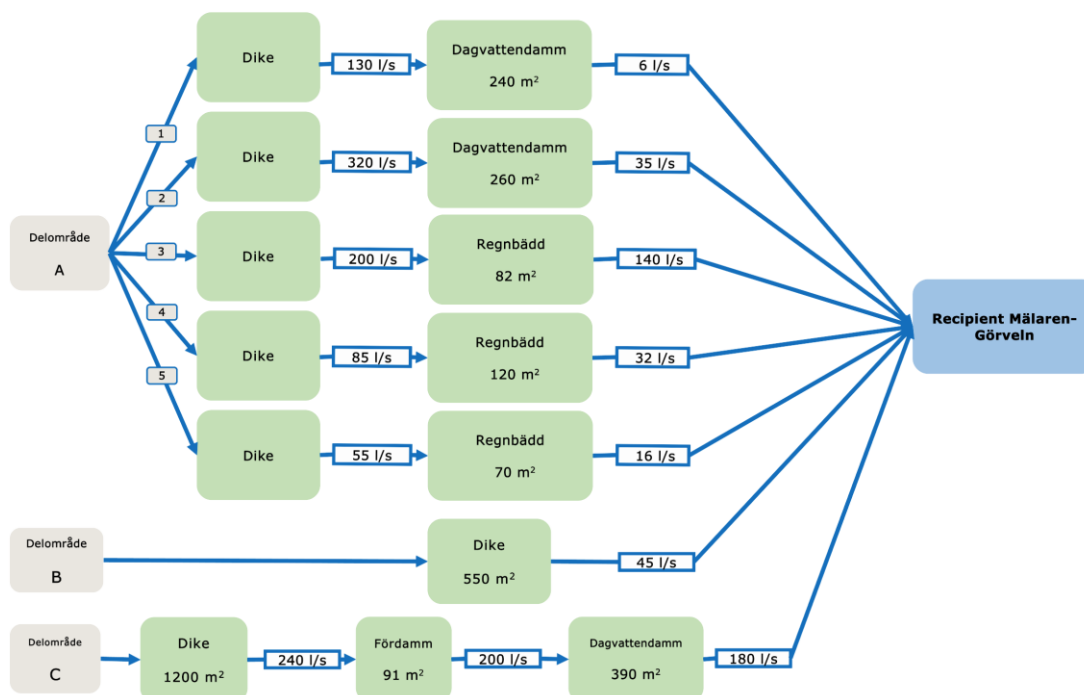 Dike
130 l/s
Dagvattendamm
240 m²
6 l/s
1
Dike
320 l/s
Dagvattendamm
260 m²
35 l/s
2
Delområde
A
3
Dike
200 l/s
Regnbädd
82 m²
140 l/s
4
Dike
85 l/s
Regnbädd
120 m²
32 l/s
5
Dike
55 l/s
Regnbädd
70 m²
16 l/s
Recipient Mälaren-
Görveln
Delområde
B
Dike
550 m²
45 l/s
Delområde
C
Dike
1200 m²
240 l/s
Fördamm
91 m²
200 l/s
Dagvattendamm
390 m²
180 l/s